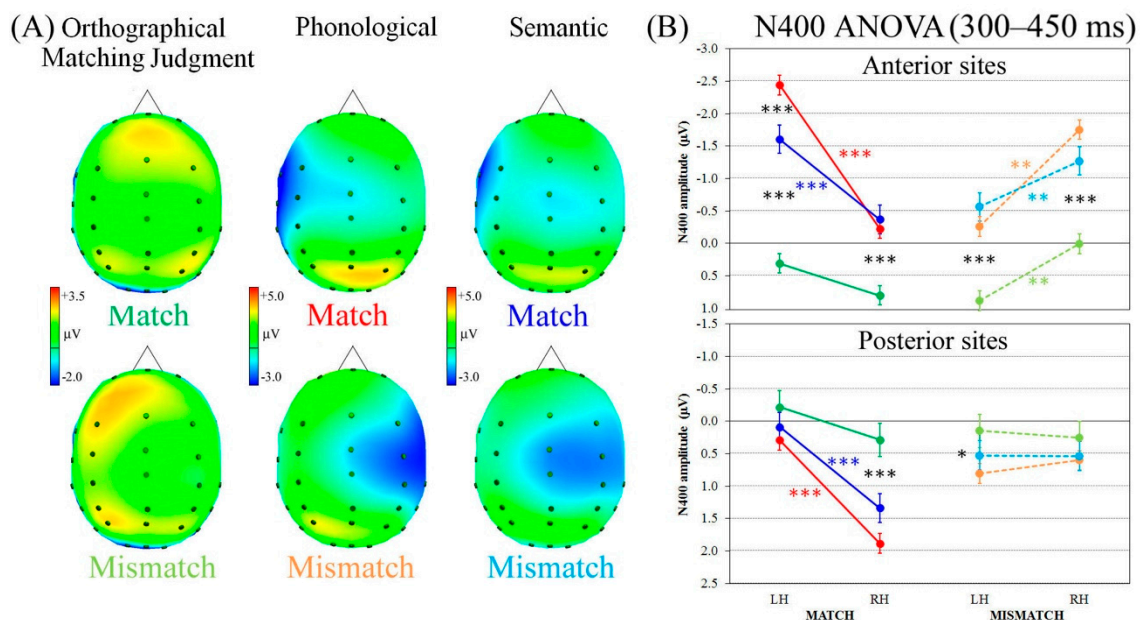 (A) Orthographical Matching Judgment
Phonological
Semantic
+3.5
µV
-2.0
Match
+5.0
µV
-3.0
Match
+5.0
µV
-3.0
Match
Mismatch
Mismatch
Mismatch
(B) N400 ANOVA (300–450 ms)
Anterior sites
N400 amplitude (µV)
-3.0
-2.5
-2.0
-1.5
-1.0
-0.5
0.0
0.5
1.0
***
***
***
***
***
**
**
***
***
**
Posterior sites
N400 amplitude (µV)
-1.5
-1.0
-0.5
0.0
0.5
1.0
1.5
2.0
2.5
***
***
***
*
LH
RH
LH
RH
MATCH
MISMATCH